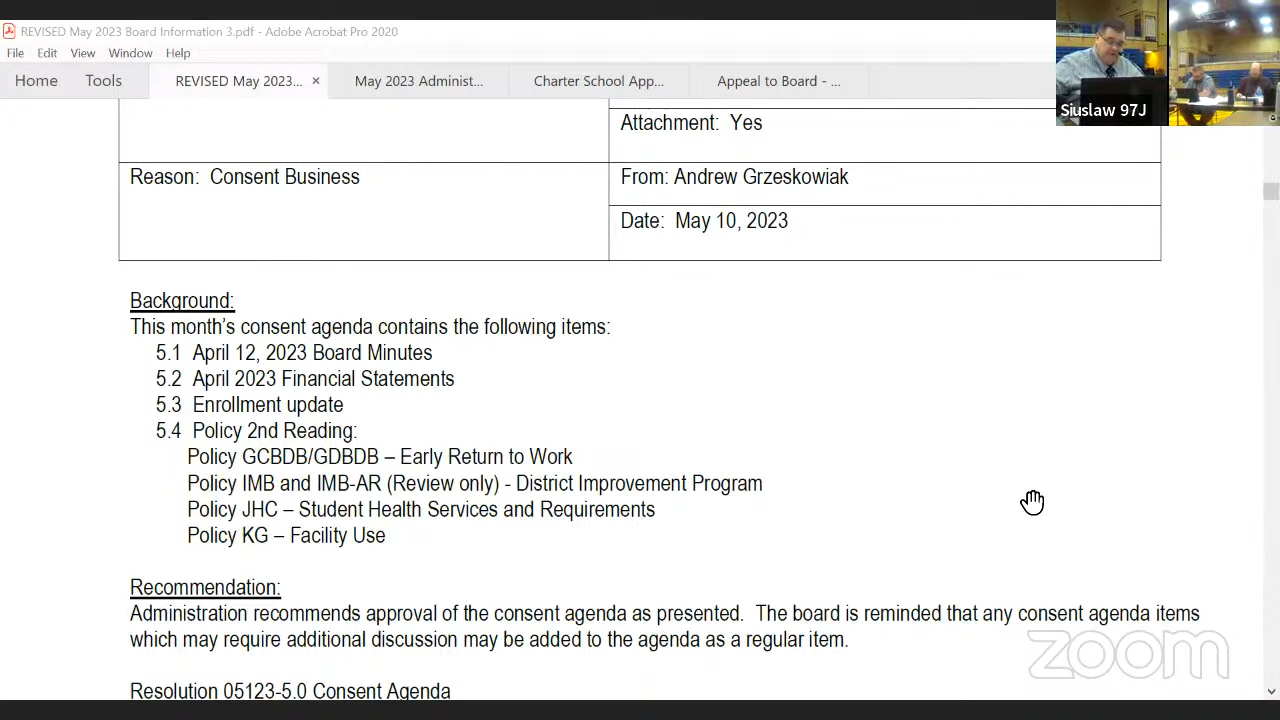 REVISED May 2023 Board Information 3.pdf - Adobe Acrobat Pro 2020
File Edit View Window Help
Home Tools REVISED May 2023... × May 2023 Administ... Charter School App... Appeal to Board - ...
Siuslaw 97J
Attachment: Yes
Reason: Consent Business
From: Andrew Grzeskowiak
Date: May 10, 2023
Background:
This month's consent agenda contains the following items:
5.1 April 12, 2023 Board Minutes
5.2 April 2023 Financial Statements
5.3 Enrollment update
5.4 Policy 2nd Reading:
Policy GCBDB/GDBDB – Early Return to Work
Policy IMB and IMB-AR (Review only) - District Improvement Program
Policy JHC – Student Health Services and Requirements
Policy KG – Facility Use
Recommendation:
Administration recommends approval of the consent agenda as presented. The board is reminded that any consent agenda items
which may require additional discussion may be added to the agenda as a regular item.
zoom
Resolution 05123-5.0 Consent Agenda